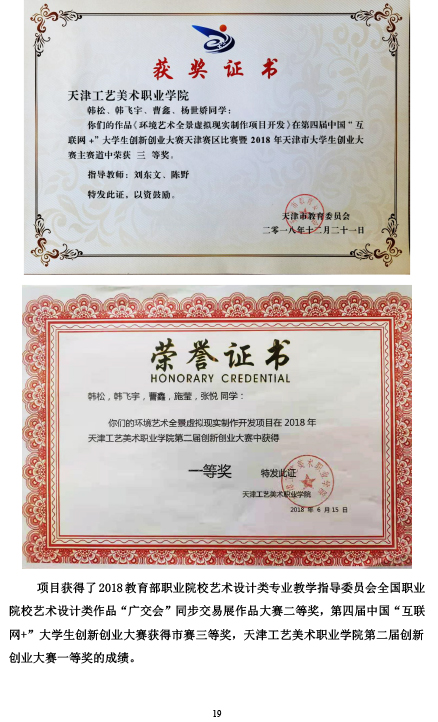 获奖证书
天津工艺美术职业学院
韩松、韩飞宇、曹鑫、杨世娇同学：
你们的作品《环境艺术全景虚拟现实制作项目开发》在第四届中国“互
联网 +”大学生创新创业大赛天津赛区比赛暨 2018 年天津市大学生创业大
赛主赛道中荣获 三 等奖。
指导教师：刘东文、陈野
特发此证，以资鼓励。
天津市教育委员会
二零一八年十二月二十一日
荣誉证书
HONORARY CREDENTIAL
韩松，韩飞宇，曹鑫，施莹，张悦 同学：
你们的环境艺术全景虚拟现实制作开发项目在 2018 年
天津工艺美术职业学院第二届创新创业大赛中获得
一等奖 特发此证
天津工艺美术职业学院
2018 年 6 月 15 日
项目获得了 2018 教育部职业院校艺术设计类专业教学指导委员会全国职业
院校艺术设计类作品“广交会”同步交易展作品大赛二等奖，第四届中国“互联
网+”大学生创新创业大赛获得市赛三等奖，天津工艺美术职业学院第二届创新
创业大赛一等奖的成绩。
19